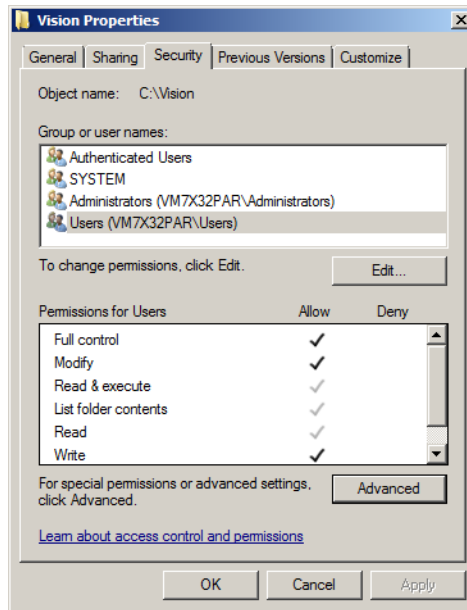 Vision Properties
General Sharing Security Previous Versions Customize
Object name: C:\Vision
Group or user names:
Authenticated Users
SYSTEM
Administrators (VM7X32PAR\Administrators)
Users (VM7X32PAR\Users)
To change permissions, click Edit.
Edit...
Permissions for Users Allow Deny
Full control
Modify
Read & execute
List folder contents
Read
Write
For special permissions or advanced settings,
click Advanced.
Advanced
Learn about access control and permissions
OK Cancel Apply